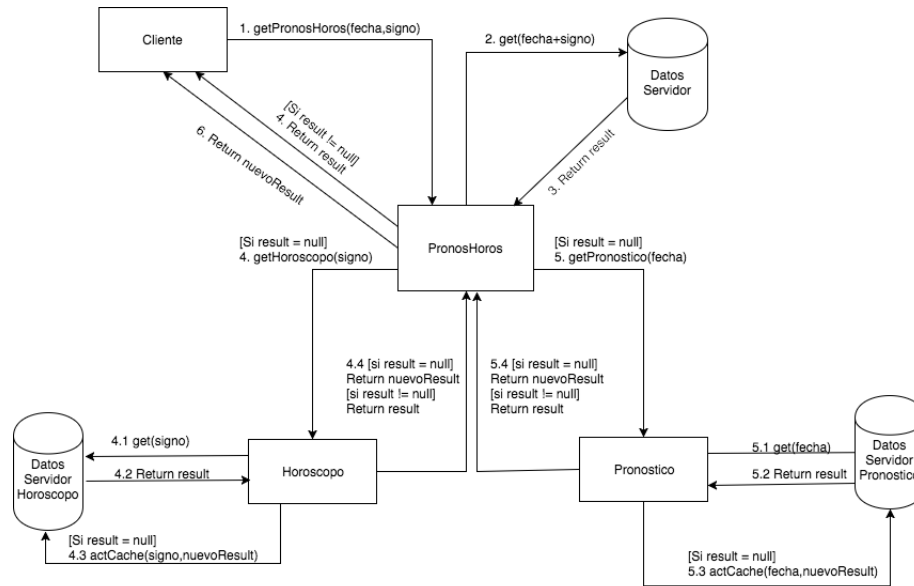 Cliente
1. getPronosHoros(fecha,signo)
2. get(fecha+signo)
Datos
Servidor
[Si result != null]
4. Return result
6. Return nuevoResult
3. Return result
PronosHoros
[Si result = null]
4. getHoroscopo(signo)
[Si result = null]
5. getPronostico(fecha)
4.4 [si result = null]
Return nuevoResult
[si result != null]
Return result
5.4 [si result = null]
Return nuevoResult
[si result != null]
Return result
Datos
Servidor
Horoscopo
4.1 get(signo)
4.2 Return result
Horoscopo
Pronostico
5.1 get(fecha)
5.2 Return result
Datos
Servidor
Pronostico
[Si result = null]
4.3 actCache(signo,nuevoResult)
[Si result = null]
5.3 actCache(fecha,nuevoResult)